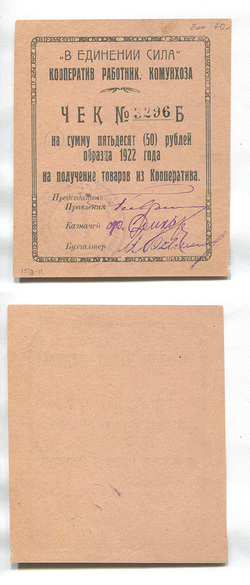 „В ЕДИНЕНИИ СИЛА“
КООПЕРАТИВ РАБОТНИК. КОМУНХОЗА
ЧЕК № 3296 Б
на сумму пятьдесят (50) рублей
образца 1922 года
на получение товаров из Кооператива.
Председатель
Правления
Казначей
Бухгалтер